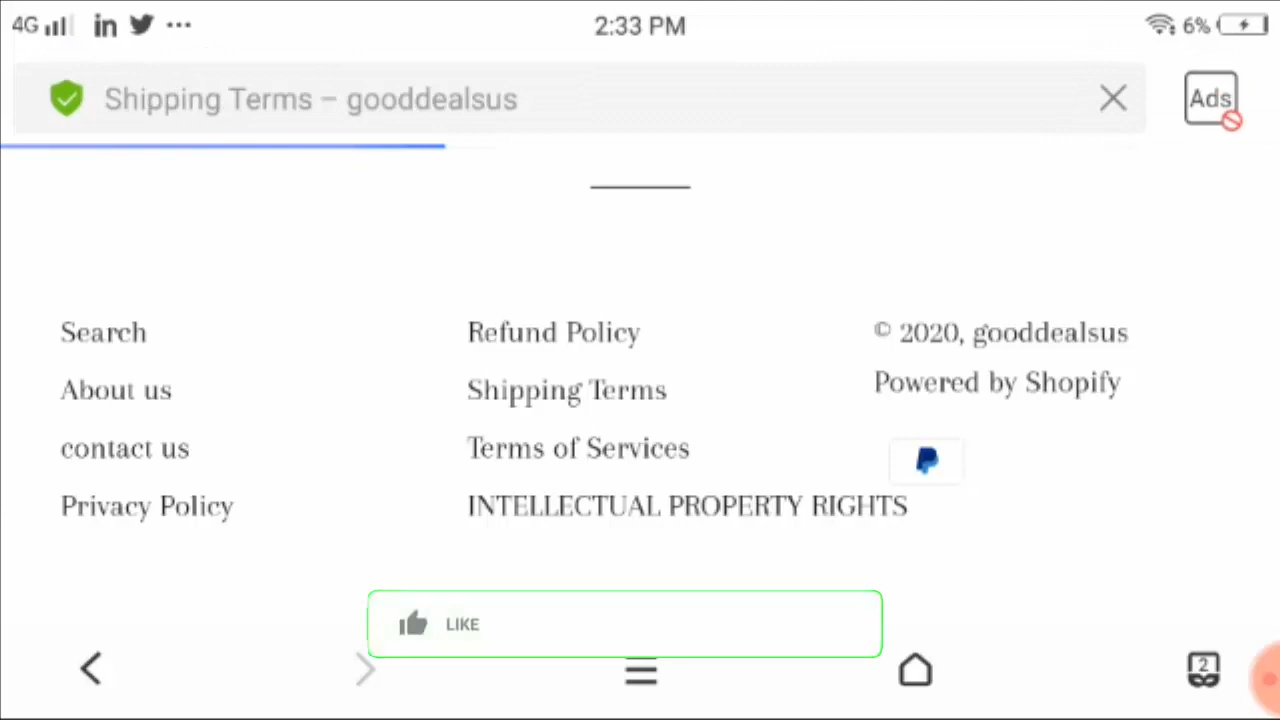 4G in ••• 2:33 PM 6%
Shipping Terms – gooddealsus
Ads
Search
About us
contact us
Privacy Policy
Refund Policy
Shipping Terms
Terms of Services
INTELLECTUAL PROPERTY RIGHTS
© 2020, gooddealsus
Powered by Shopify
LIKE
2